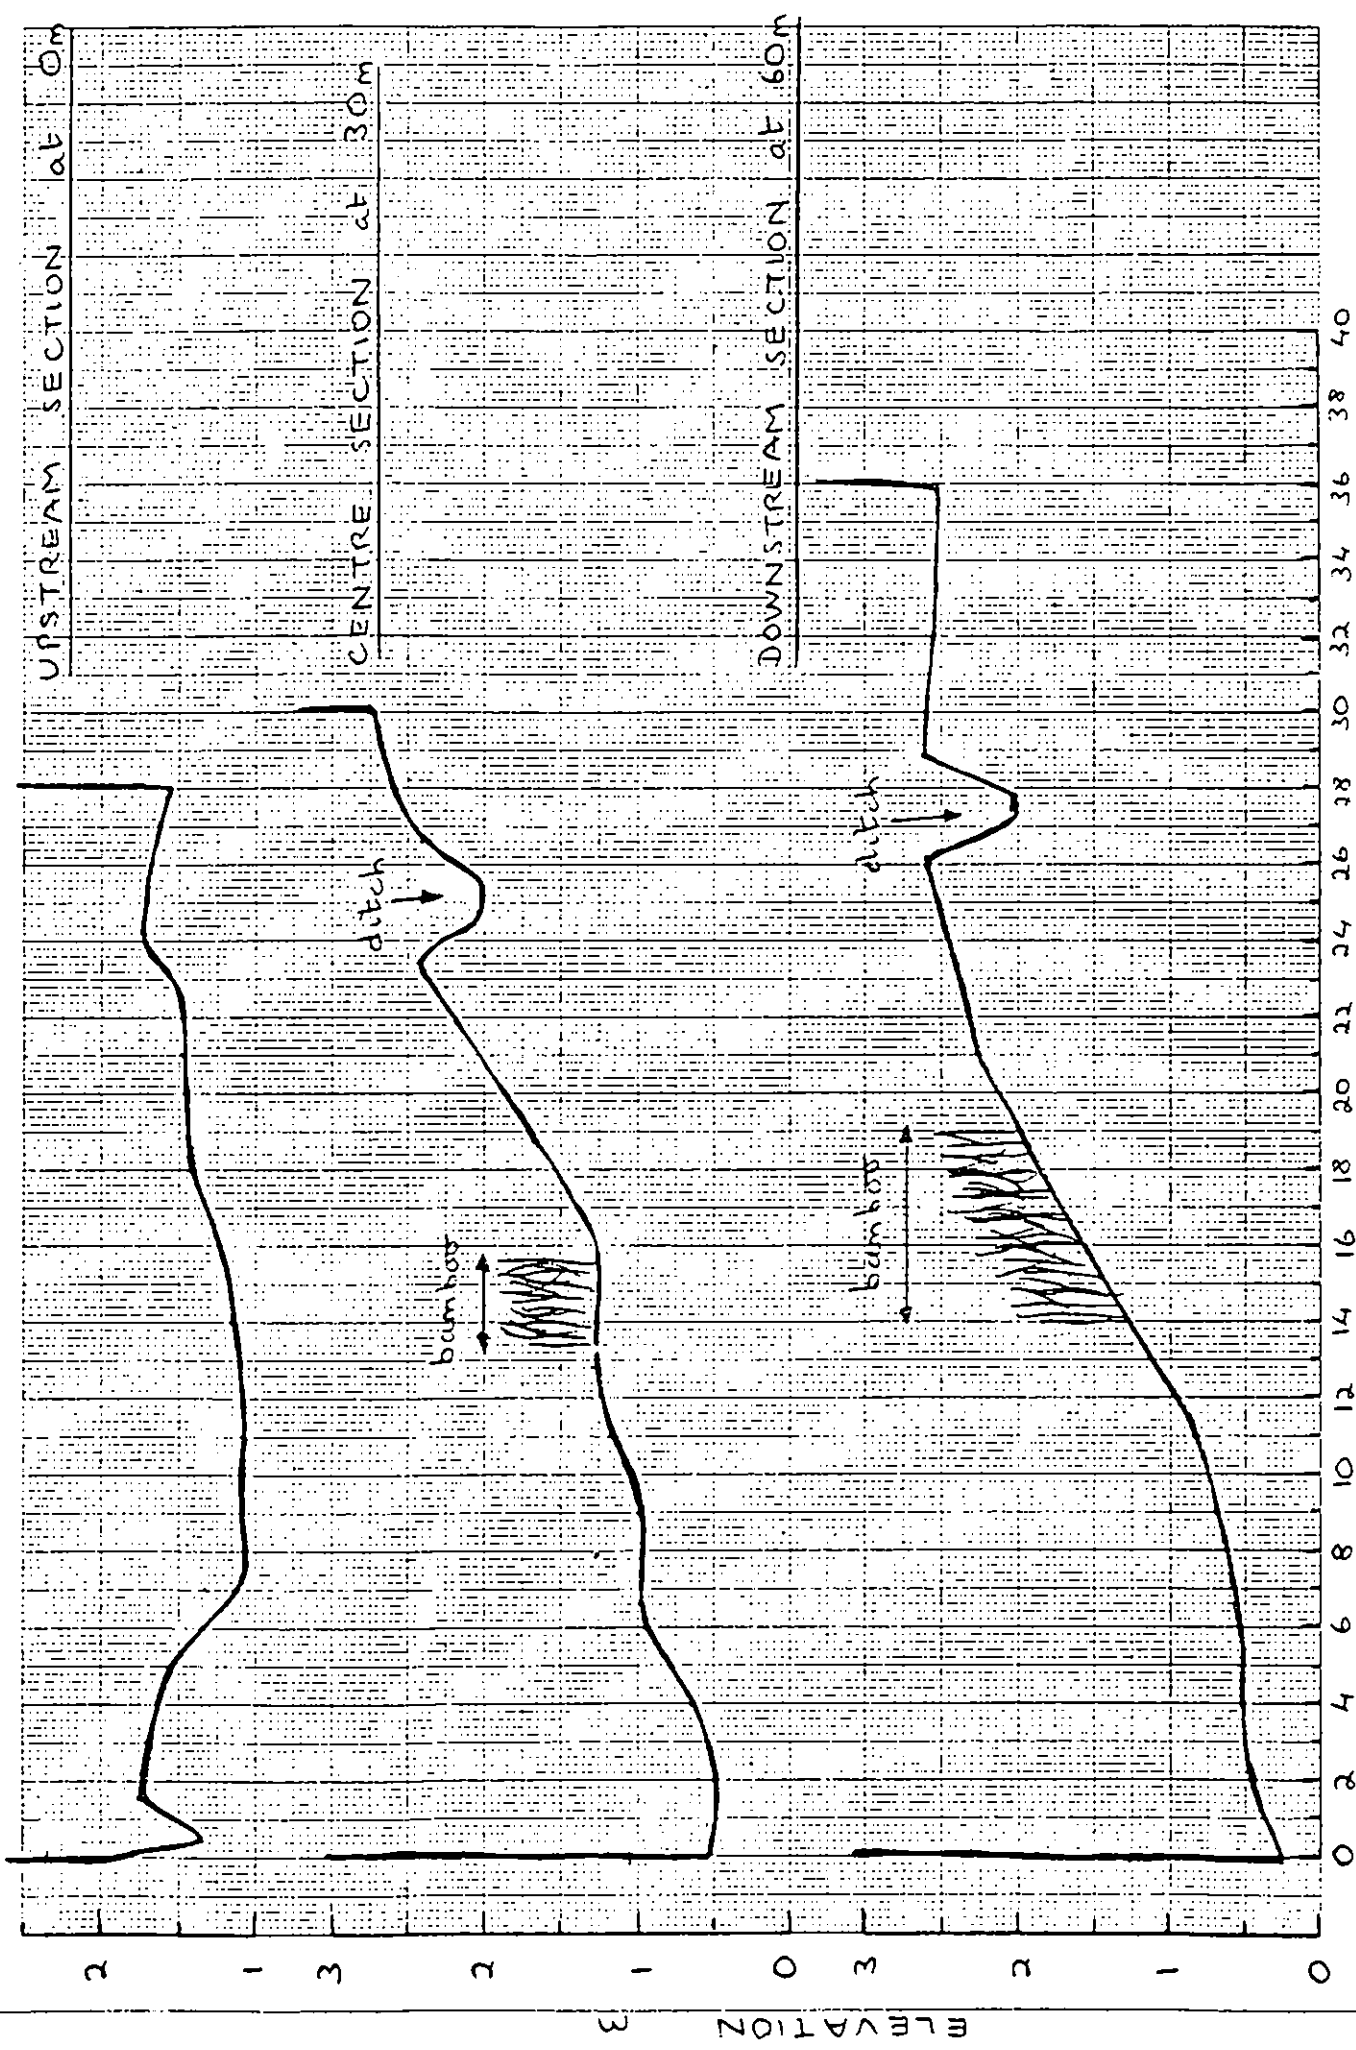 UPSTREAM SECTION at 0m
2
1
CENTRE SECTION at 30m
ditch
bamboo
3
2
1
0
DOWNSTREAM SECTION at 60m
ditch
bamboo
3
2
1
0
ELEVATION m
0 2 4 6 8 10 12 14 16 18 20 22 24 26 28 30 32 34 36 38 40